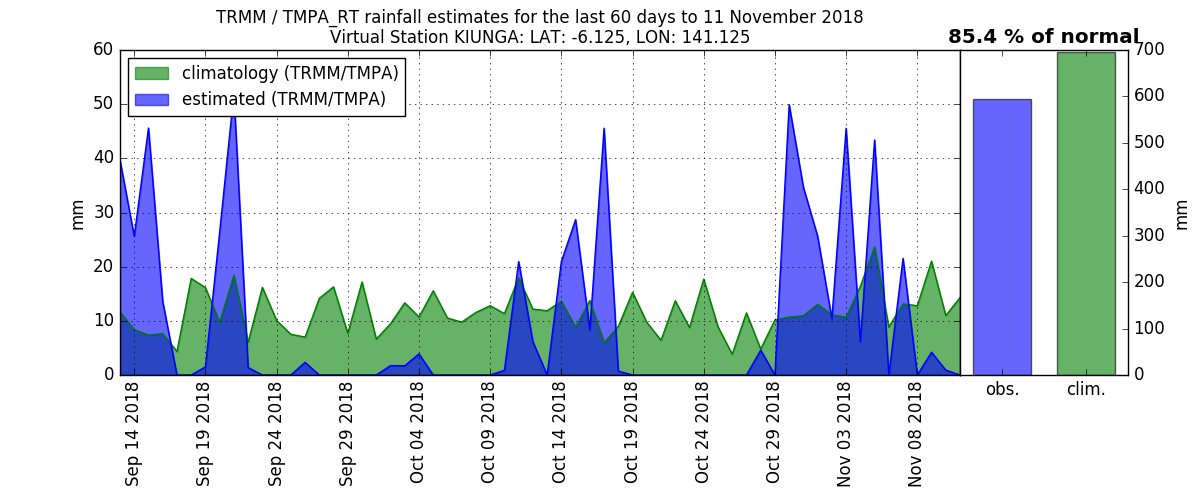 TRMM / TMPA_RT rainfall estimates for the last 60 days to 11 November 2018
Virtual Station KIUNGA: LAT: -6.125, LON: 141.125
85.4 % of normal
climatology (TRMM/TMPA)
estimated (TRMM/TMPA)
mm
60
50
40
30
20
10
0
700
600
500
400
300
200
100
0
mm
Sep 14 2018
Sep 19 2018
Sep 24 2018
Sep 29 2018
Oct 04 2018
Oct 09 2018
Oct 14 2018
Oct 19 2018
Oct 24 2018
Oct 29 2018
Nov 03 2018
Nov 08 2018
obs.
clim.